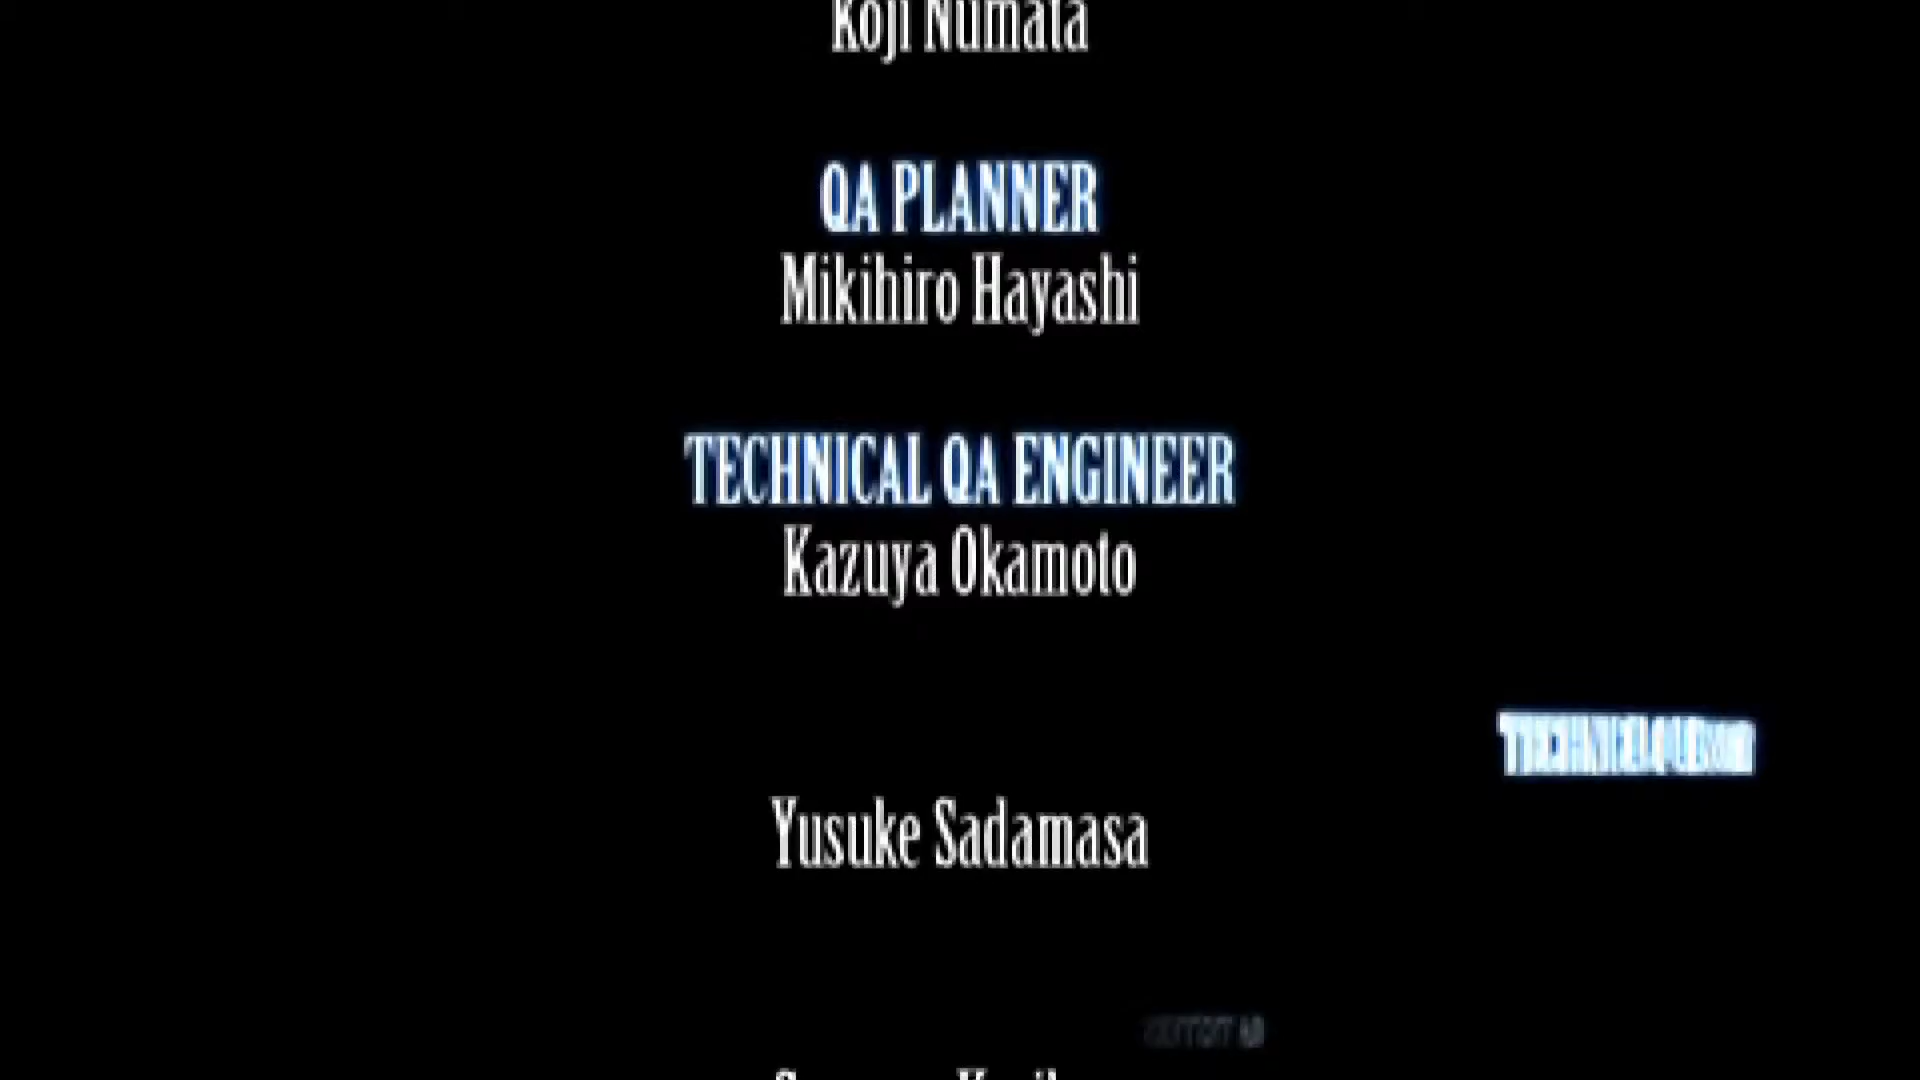 Koji Numata
QA PLANNER
Mikihiro Hayashi
TECHNICAL QA ENGINEER
Kazuya Okamoto
Yusuke Sadamasa